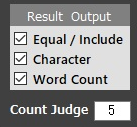 Result Output
Equal / Include
Character
Word Count
Count Judge 5